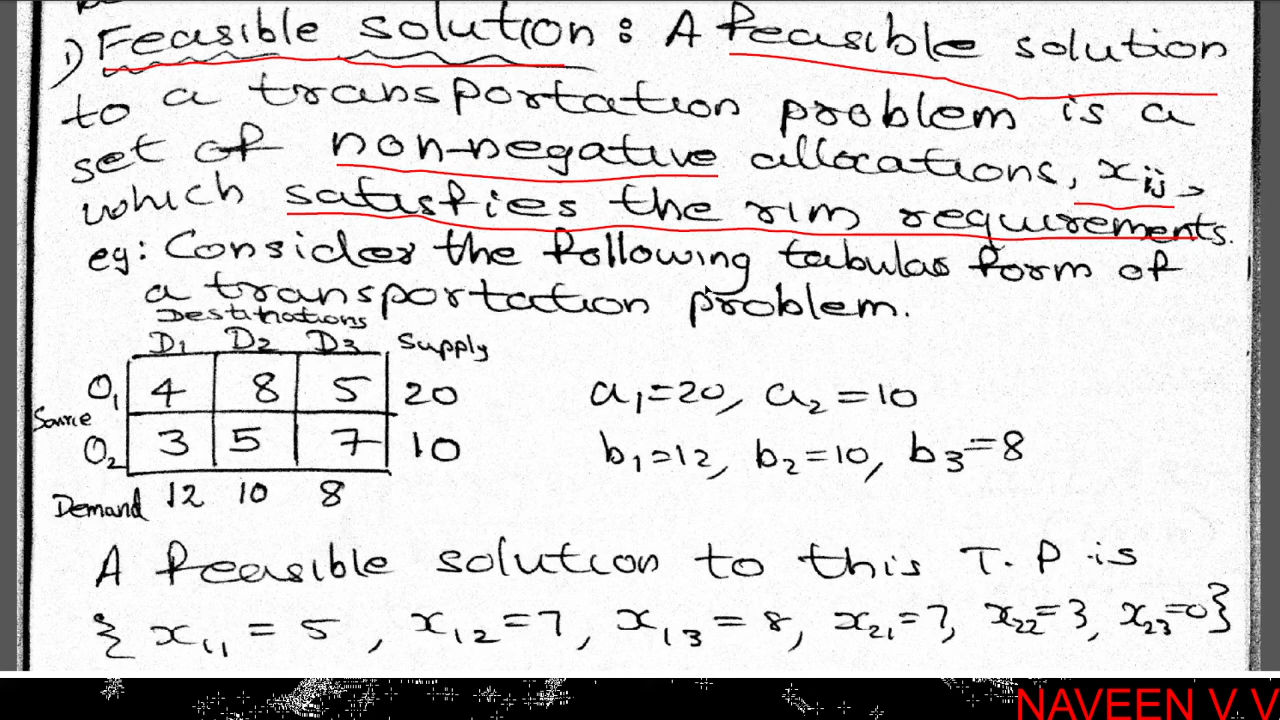 1) Feasible solution : A feasible solution
to a transportation problem is a
set of non-negative allocations, xij,
which satisfies the rim requirements.
eg: Consider the following tabular form of
a transportation problem.
Destinations
D1 D2 D3 Supply
O1 4 8 5 20
Source
O2 3 5 7 10
Demand 12 10 8
a1=20, a2=10
b1=12, b2=10, b3=8
A feasible solution to this T.P is
{ x11 = 5, x12=7, x13=8, x21=7, x22=3, x23=0}
NAVEEN V V